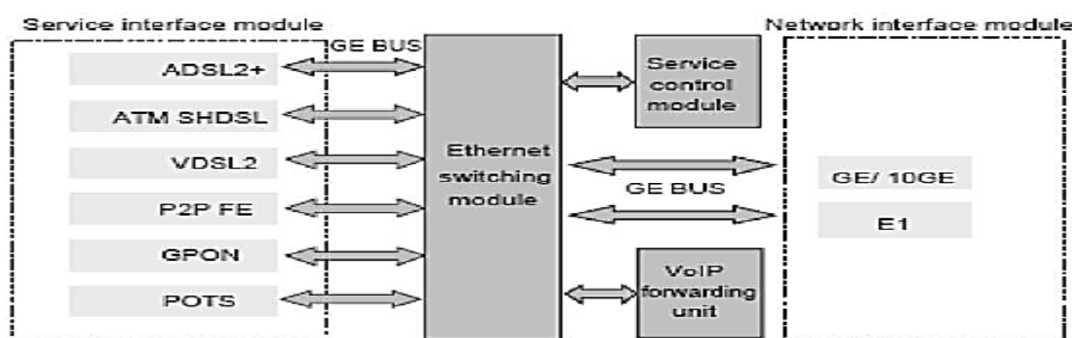 Service interface module
Network interface module
GE BUS
ADSL2+
ATM SHDSL
VDSL2
P2P FE
GPON
POTS
Ethernet
switching
module
Service
control
module
GE BUS
VoIP
forwarding
unit
GE/ 10GE
E1